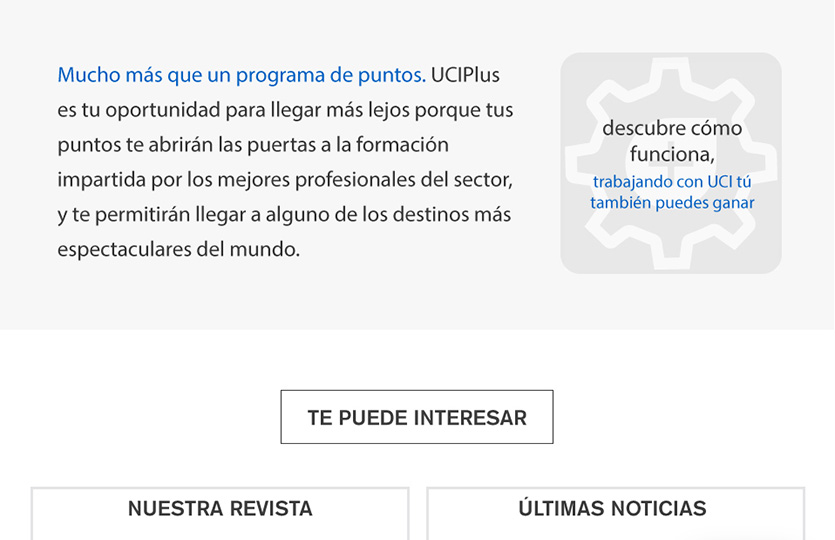 Mucho más que un programa de puntos. UCIPlus
es tu oportunidad para llegar más lejos porque tus
puntos te abrirán las puertas a la formación
impartida por los mejores profesionales del sector,
y te permitirán llegar a alguno de los destinos más
espectaculares del mundo.
descubre cómo
funciona,
trabajando con UCI tú
también puedes ganar
TE PUEDE INTERESAR
NUESTRA REVISTA
ÚLTIMAS NOTICIAS